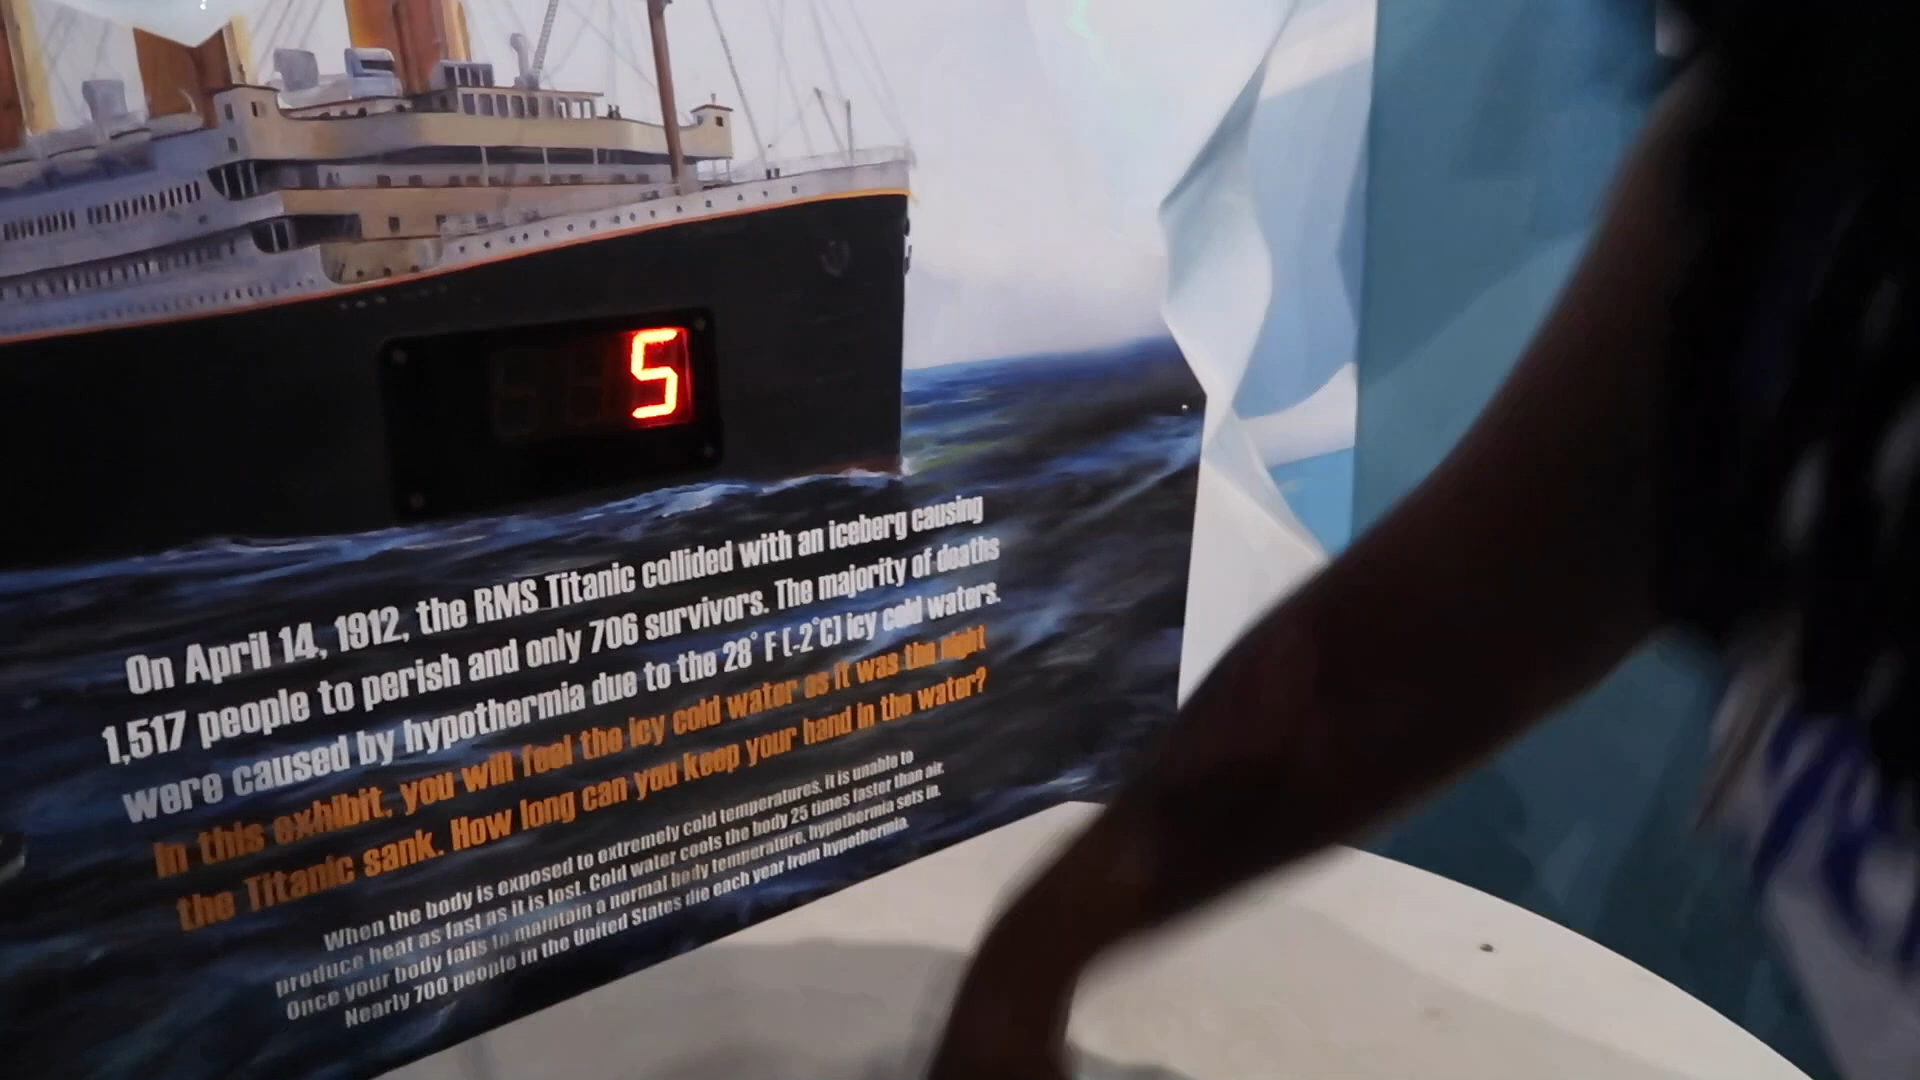 5
On April 14, 1912, the RMS Titanic collided with an iceberg causing
1,517 people to perish and only 706 survivors. The majority of deaths
were caused by hypothermia due to the 28° F (-2°C) icy cold waters.
In this exhibit, you will feel the icy cold water as it was the night
the Titanic sank. How long can you keep your hand in the water?
When the body is exposed to extremely cold temperatures, it is unable to
produce heat as fast as it is lost. Cold water cools the body 25 times faster than air.
Once your body fails to maintain a normal body temperature, hypothermia sets in.
Nearly 700 people in the United States die each year from hypothermia.